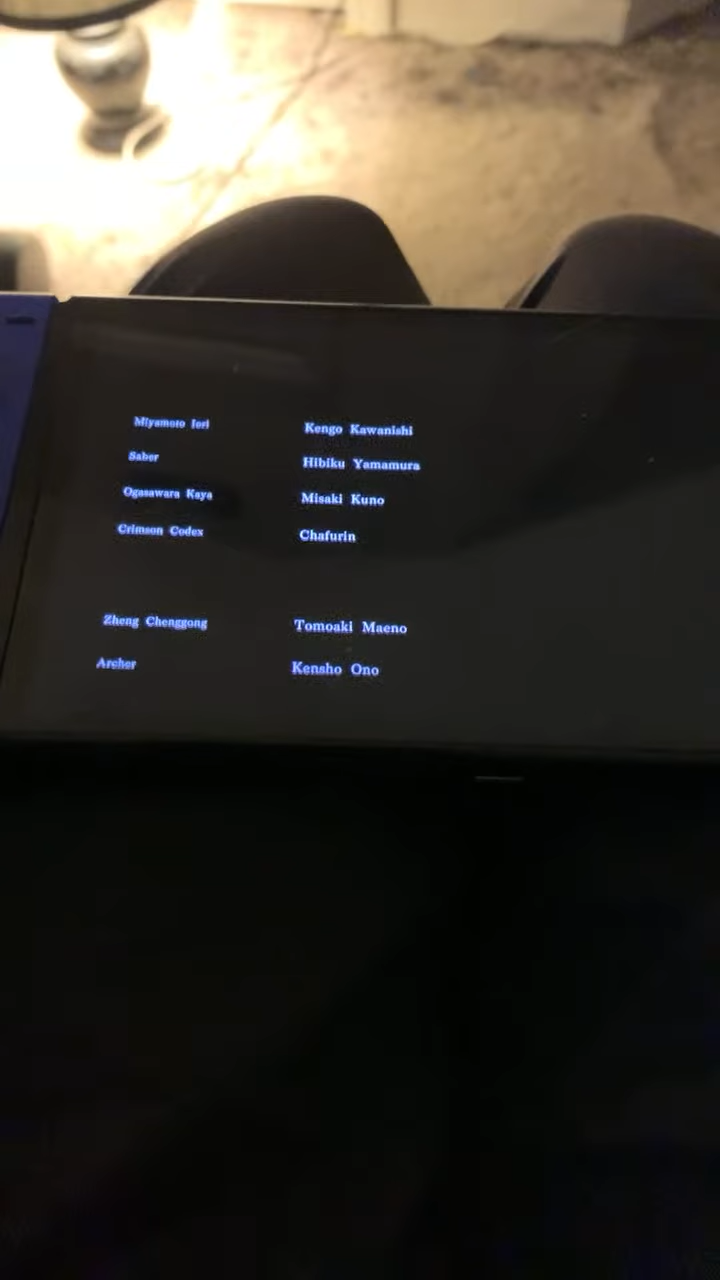 Miyamoto Iori Kengo Kawanishi
Saber Hibiku Yamamura
Ogasawara Kaya Misaki Kuno
Crimson Codex Chafurin
Zheng Chenggong Tomoaki Maeno
Archer Kensho Ono